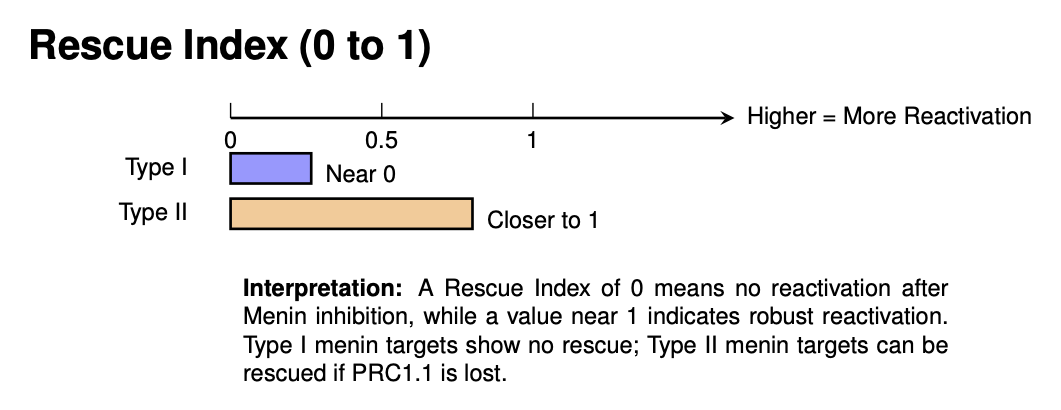 Rescue Index (0 to 1)
Higher = More Reactivation
0 0.5 1
Type I Near 0
Type II Closer to 1
Interpretation: A Rescue Index of 0 means no reactivation after
Menin inhibition, while a value near 1 indicates robust reactivation.
Type I menin targets show no rescue; Type II menin targets can be
rescued if PRC1.1 is lost.